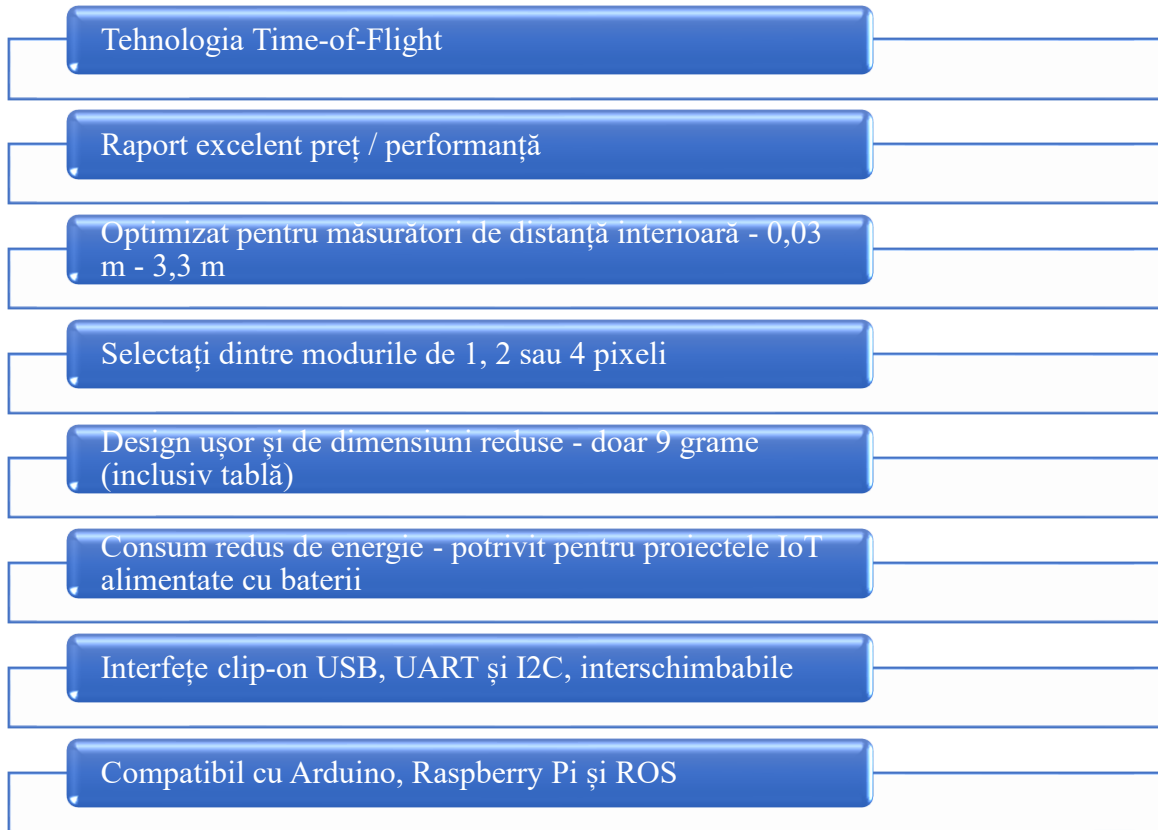 Tehnologia Time-of-Flight
Raport excelent preț / performanță
Optimizat pentru măsurători de distanță interioară - 0,03
m - 3,3 m
Selectați dintre modurile de 1, 2 sau 4 pixeli
Design ușor și de dimensiuni reduse - doar 9 grame
(inclusiv tablă)
Consum redus de energie - potrivit pentru proiectele IoT
alimentate cu baterii
Interfețe clip-on USB, UART și I2C, interschimbabile
Compatibil cu Arduino, Raspberry Pi și ROS